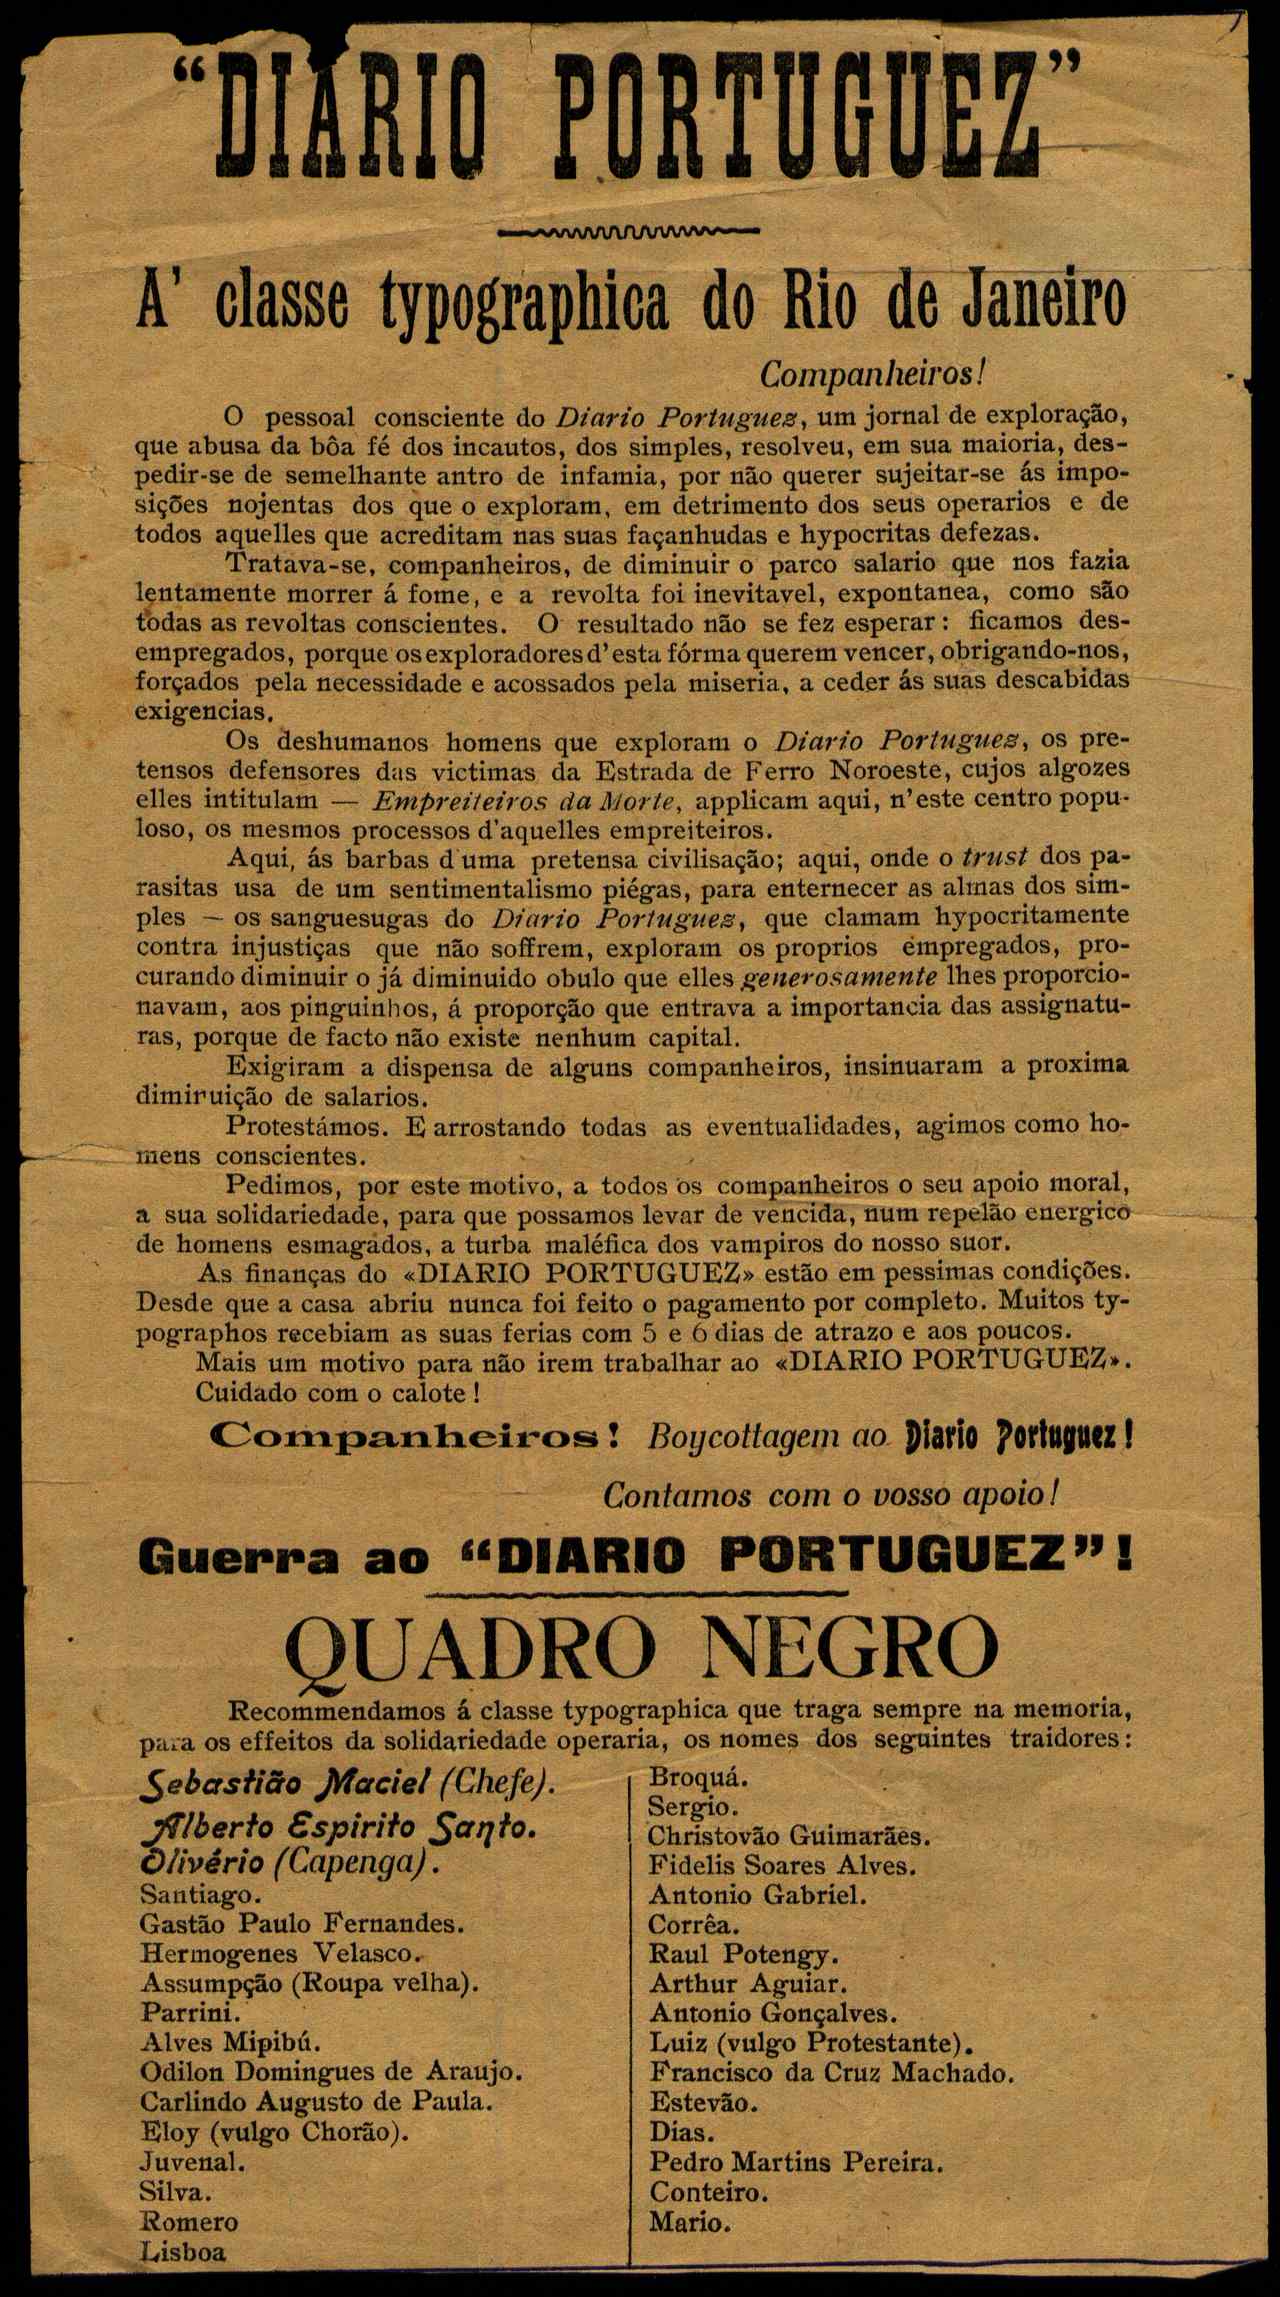 “DIARIO PORTUGUEZ”
A' classe typographica do Rio de Janeiro
Companheiros!
O pessoal consciente do Diario Portuguez, um jornal de exploração,
que abusa da bôa fé dos incautos, dos simples, resolveu, em sua maioria, des-
pedir-se de semelhante antro de infamia, por não querer sujeitar-se ás impo-
sições nojentas dos que o exploram, em detrimento dos seus operarios e de
todos aquelles que acreditam nas suas façanhudas e hypocritas defezas.
Tratava-se, companheiros, de diminuir o parco salario que nos fazia
lentamente morrer á fome, e a revolta foi inevitavel, expontanea, como são
todas as revoltas conscientes. O resultado não se fez esperar: ficamos des-
empregados, porque os exploradores d'esta fórma querem vencer, obrigando-nos,
forçados pela necessidade e acossados pela miseria, a ceder ás suas descabidas
exigencias.
Os deshumanos homens que exploram o Diario Portuguez, os pre-
tensos defensores das victimas da Estrada de Ferro Noroeste, cujos algozes
elles intitulam — Empreiteiros da Morte, applicam aqui, n'este centro popu-
loso, os mesmos processos d'aquelles empreiteiros.
Aqui, ás barbas d'uma pretensa civilisação; aqui, onde o trust dos pa-
rasitas usa de um sentimentalismo piégas, para enternecer as almas dos sim-
ples — os sanguesugas do Diario Portuguez, que clamam hypocritamente
contra injustiças que não soffrem, exploram os proprios empregados, pro-
curando diminuir o já diminuido obulo que elles generosamente lhes proporcio-
navam, aos pinguinhos, á proporção que entrava a importancia das assignatu-
ras, porque de facto não existe nenhum capital.
Exigiram a dispensa de alguns companheiros, insinuaram a proxima
diminuição de salarios.
Protestámos. E arrostando todas as eventualidades, agimos como ho-
mens conscientes.
Pedimos, por este motivo, a todos os companheiros o seu apoio moral,
a sua solidariedade, para que possamos levar de vencida, num repelão energico
de homens esmagados, a turba maléfica dos vampiros do nosso suor.
As finanças do «DIARIO PORTUGUEZ» estão em pessimas condições.
Desde que a casa abriu nunca foi feito o pagamento por completo. Muitos ty-
pographos recebiam as suas ferias com 5 e 6 dias de atrazo e aos poucos.
Mais um motivo para não irem trabalhar ao «DIARIO PORTUGUEZ».
Cuidado com o calote!
Companheiros! Boycottagem ao Diario Portuguez!
Contamos com o vosso apoio!
Guerra ao “DIARIO PORTUGUEZ”!
QUADRO NEGRO
Recommendamos á classe typographica que traga sempre na memoria,
para os effeitos da solidariedade operaria, os nomes dos seguintes traidores:
Sebastião Maciel (Chefe).
Alberto Espirito Santo.
Olivério (Capenga).
Santiago.
Gastão Paulo Fernandes.
Hermogenes Velasco.
Assumpção (Roupa velha).
Parrini.
Alves Mipibú.
Odilon Domingues de Araujo.
Carlindo Augusto de Paula.
Eloy (vulgo Chorão).
Juvenal.
Silva.
Romero
Lisboa
Broquá.
Sergio.
Christovão Guimarães.
Fidelis Soares Alves.
Antonio Gabriel.
Corrêa.
Raul Potengy.
Arthur Aguiar.
Antonio Gonçalves.
Luiz (vulgo Protestante).
Francisco da Cruz Machado.
Estevão.
Dias.
Pedro Martins Pereira.
Conteiro.
Mario.